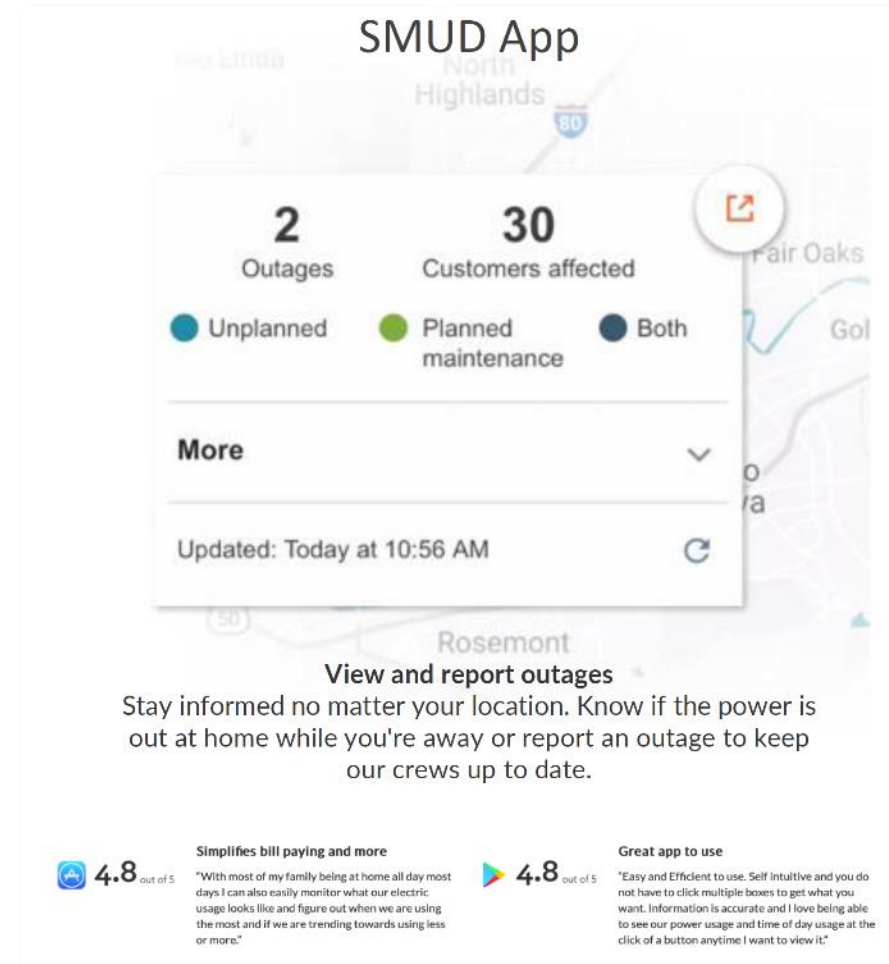 SMUD App
North
Highlands
80
2
Outages
30
Customers affected
Fair Oaks
Unplanned
Planned
maintenance
Both
Gol
More
o
va
Updated: Today at 10:56 AM
50
Rosemont
View and report outages
Stay informed no matter your location. Know if the power is
out at home while you're away or report an outage to keep
our crews up to date.
4.8 out of 5
Simplifies bill paying and more
"With most of my family being at home all day most
days I can also easily monitor what our electric
usage looks like and figure out when we are using
the most and if we are trending towards using less
or more."
4.8 out of 5
Great app to use
"Easy and Efficient to use. Self Intuitive and you do
not have to click multiple boxes to get what you
want. Information is accurate and I love being able
to see our power usage and time of day usage at the
click of a button anytime I want to view it."